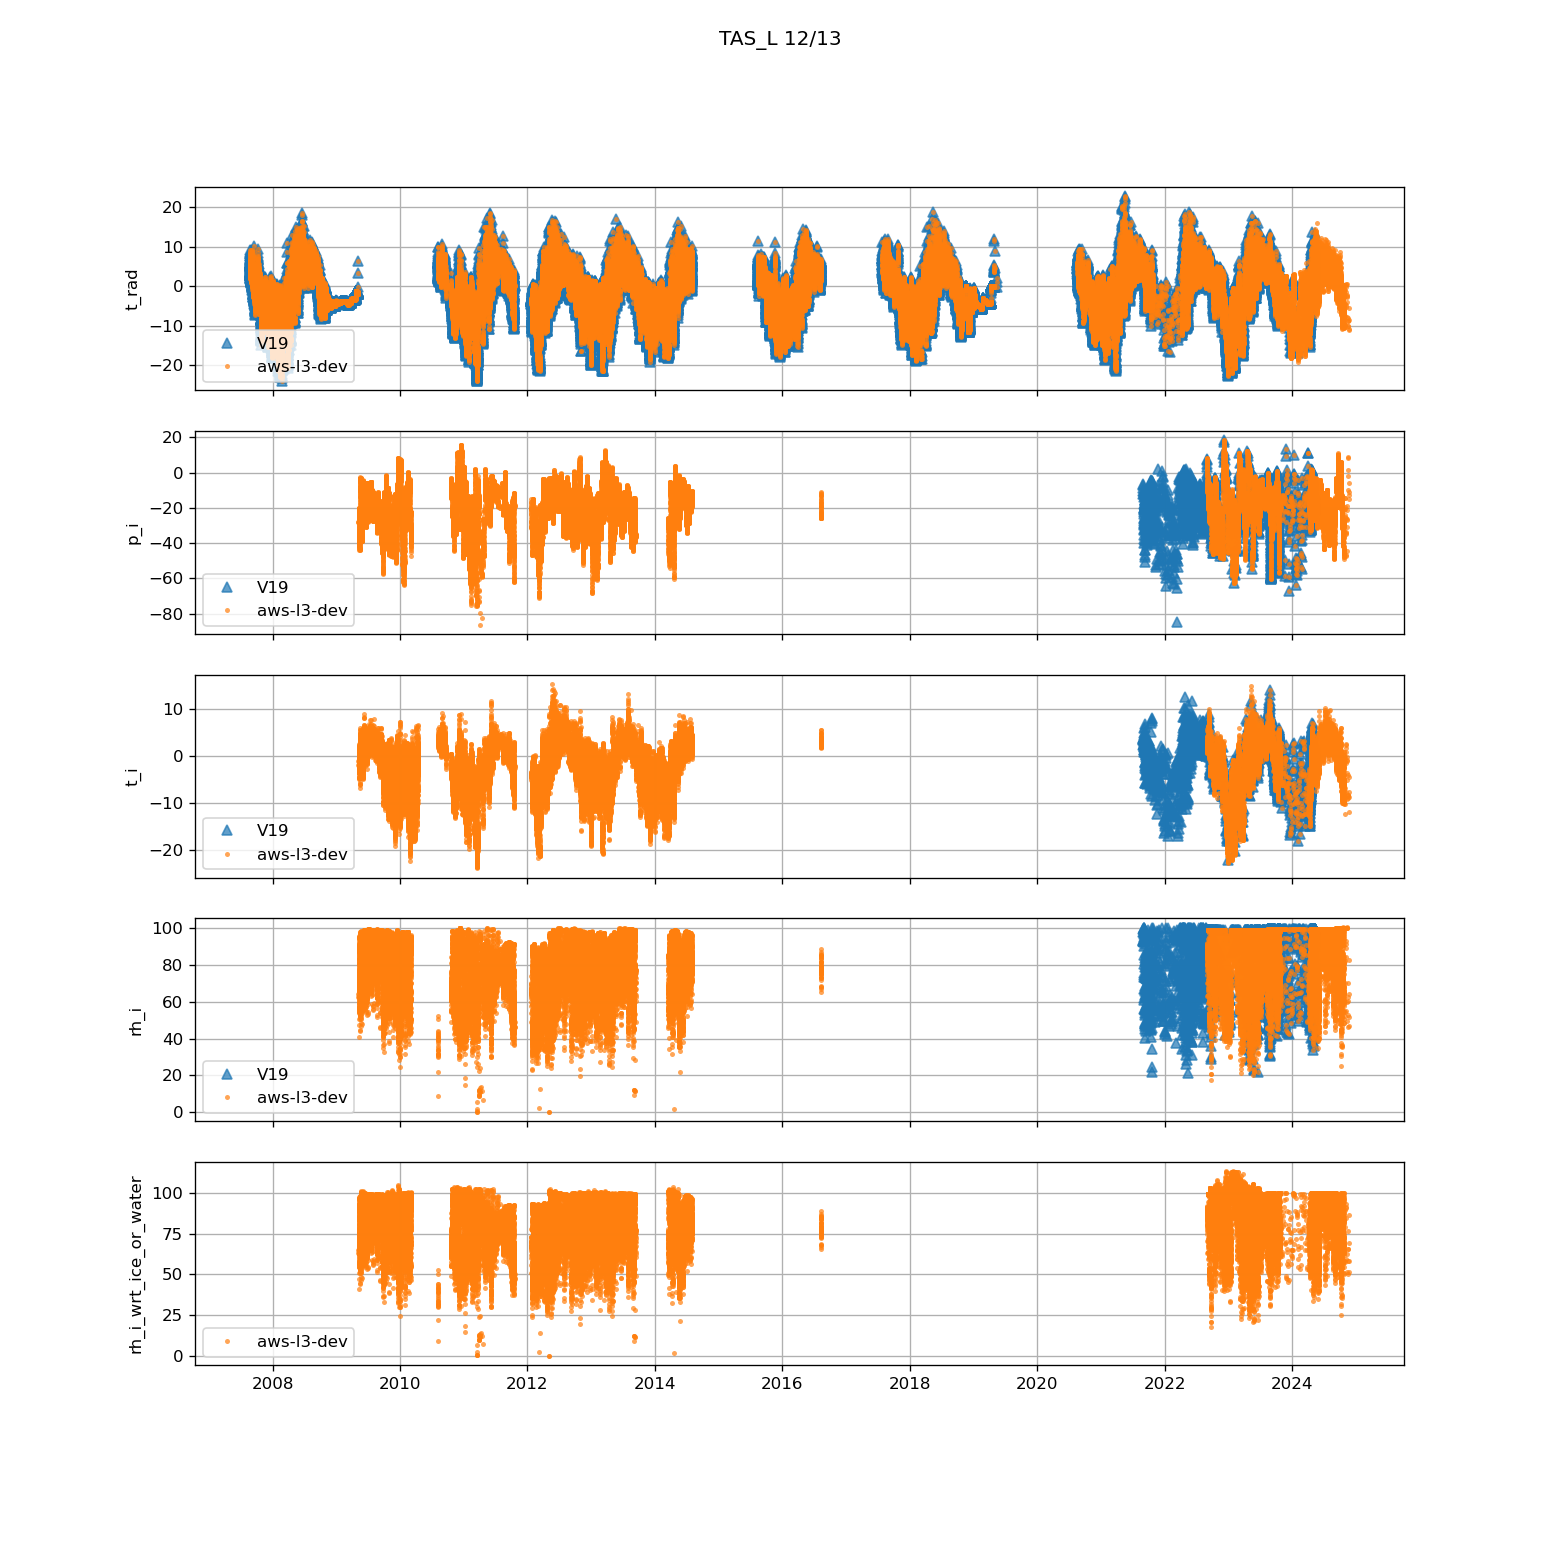 TAS_L 12/13
t_rad
20
10
0
−10
−20
V19
aws-l3-dev
p_i
20
0
−20
−40
−60
−80
V19
aws-l3-dev
t_i
10
0
−10
−20
V19
aws-l3-dev
rh_i
100
80
60
40
20
0
V19
aws-l3-dev
rh_i_wrt_ice_or_water
100
75
50
25
0
aws-l3-dev
2008 2010 2012 2014 2016 2018 2020 2022 2024